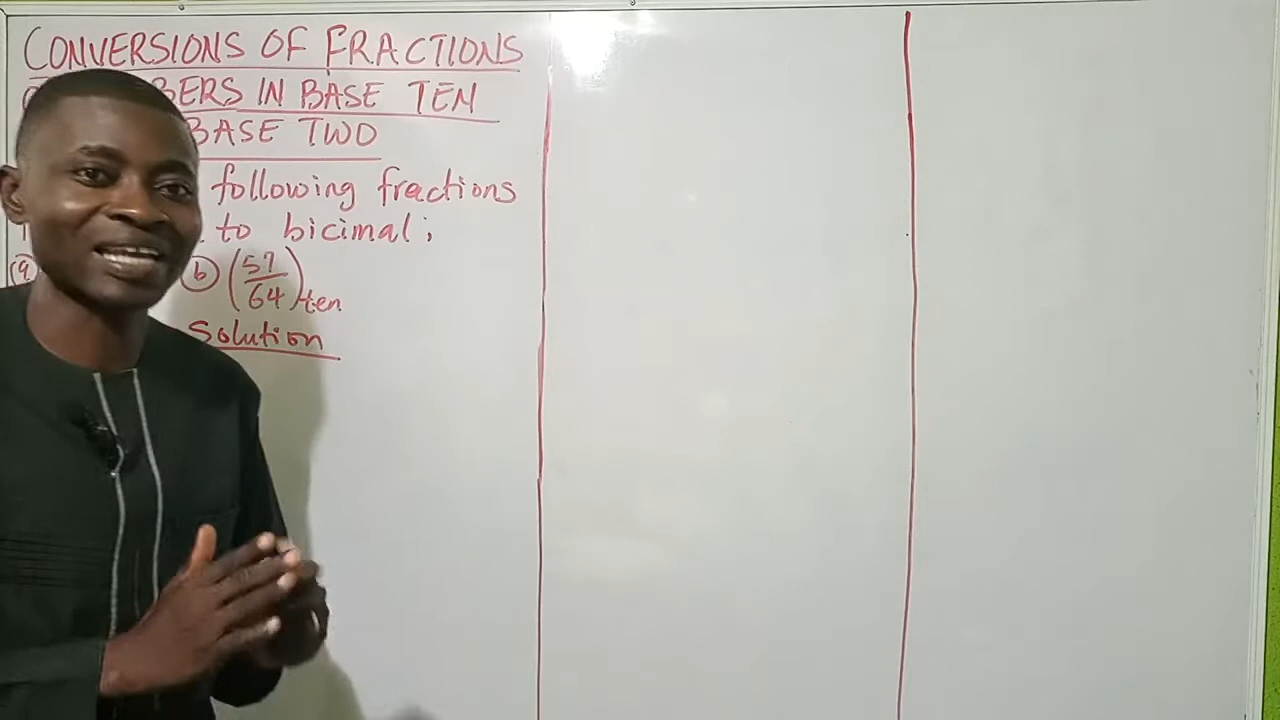 CONVERSIONS OF FRACTIONS
BERS IN BASE TEN
BASE TWO
following fractions
to bicimal;
(a (b) (57/64)ten
Solution